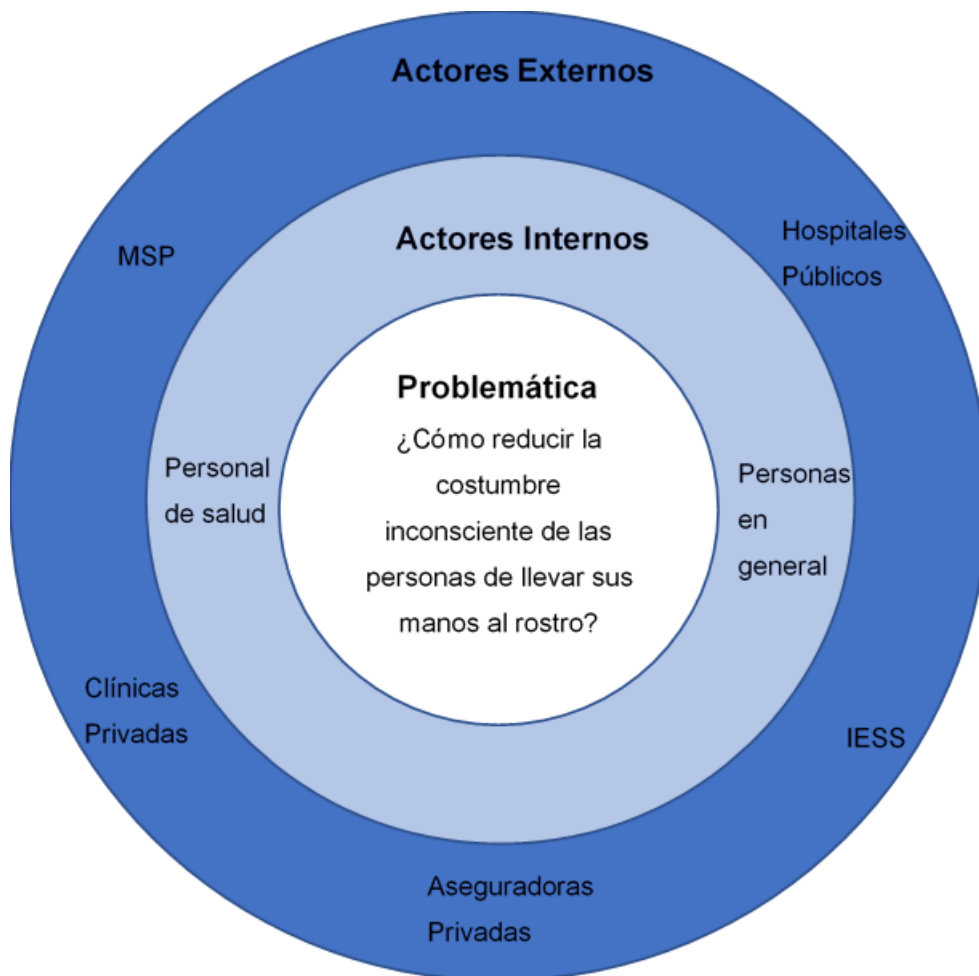 Actores Externos
Actores Internos
MSP
Hospitales
Públicos
Problemática
¿Cómo reducir la
costumbre
inconsciente de las
personas de llevar sus
manos al rostro?
Personal
de salud
Personas
en
general
Clínicas
Privadas
IESS
Aseguradoras
Privadas